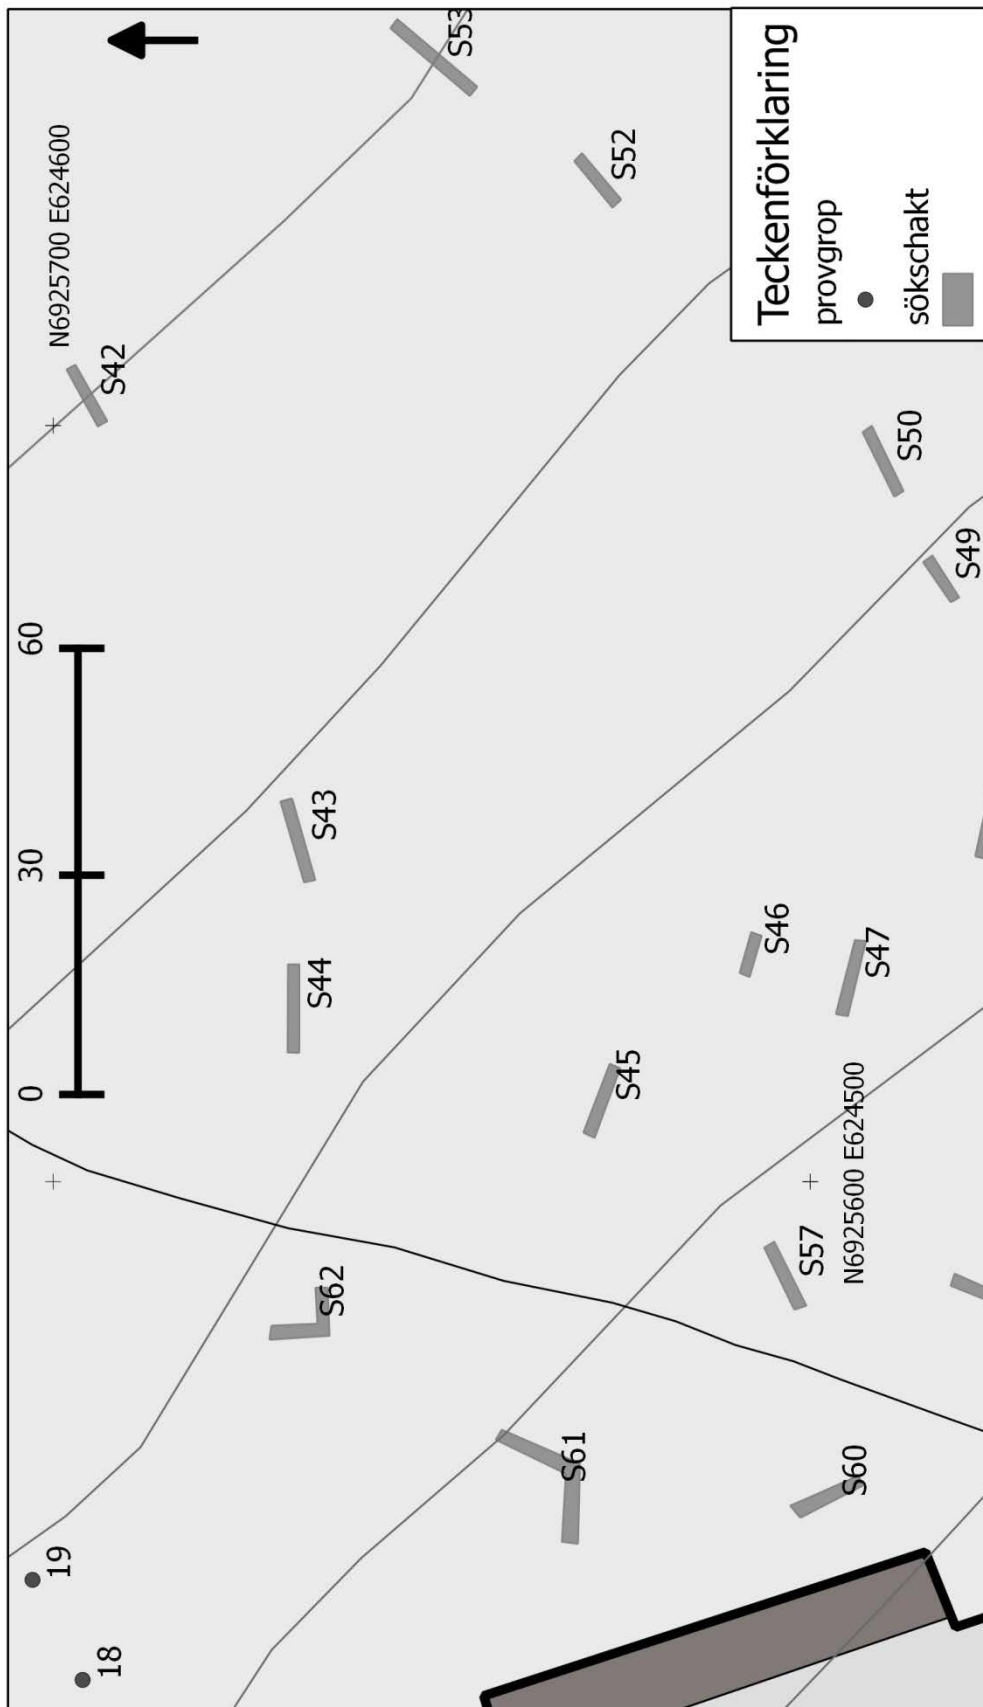 0 30 60
N6925700 E624600
18
19
S62
S44
S43
S42
S53
S52
S61
S45
S46
S47
S60
S57
N6925600 E624500
S49
S50
Teckenförklaring
provgrop
sökschakt